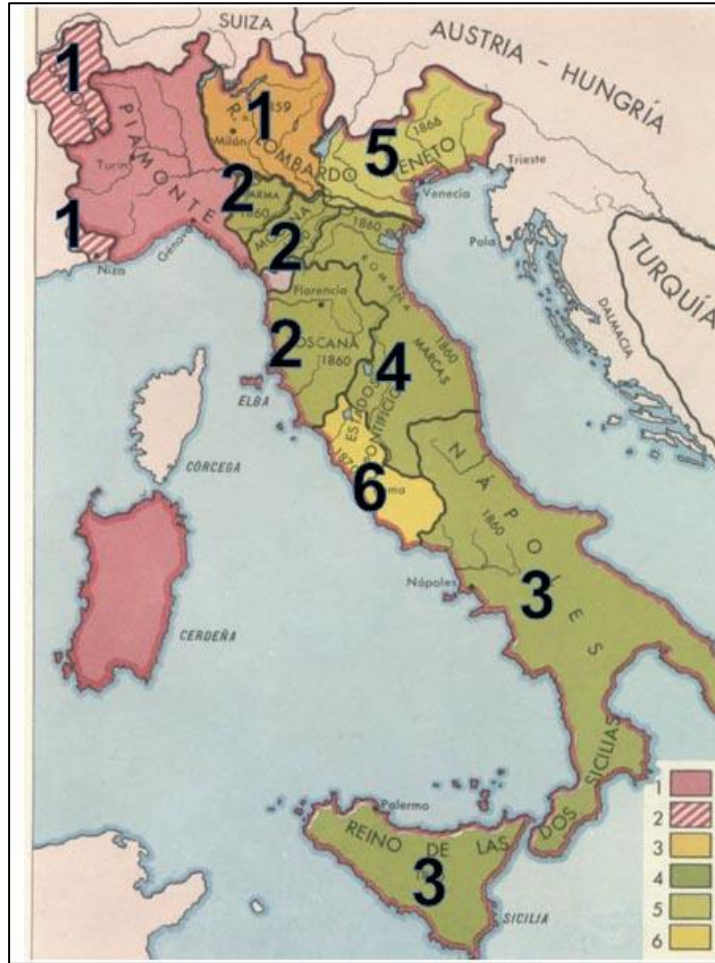 SUIZA
AUSTRIA - HUNGRÍA
1
1
1859
PIAMONTE
Milán
LOMBARDO VENETO
5
1866
Turín
Venecia
Trieste
2
PARMA
1860
1
Niza
Génova
MODENA
2
1860
Pola
TURQUÍA
ROMAÑA
DALMACIA
Florencia
2
TOSCANA
1860
MARCAS
1860
4
ELBA
ESTADOS
PONTIFICIOS
1870
6
CÓRCEGA
NÁPOLES
1860
Nápoles
3
CERDEÑA
Palermo
REINO DE LAS DOS SICILIAS
3
SICILIA
1
2
3
4
5
6